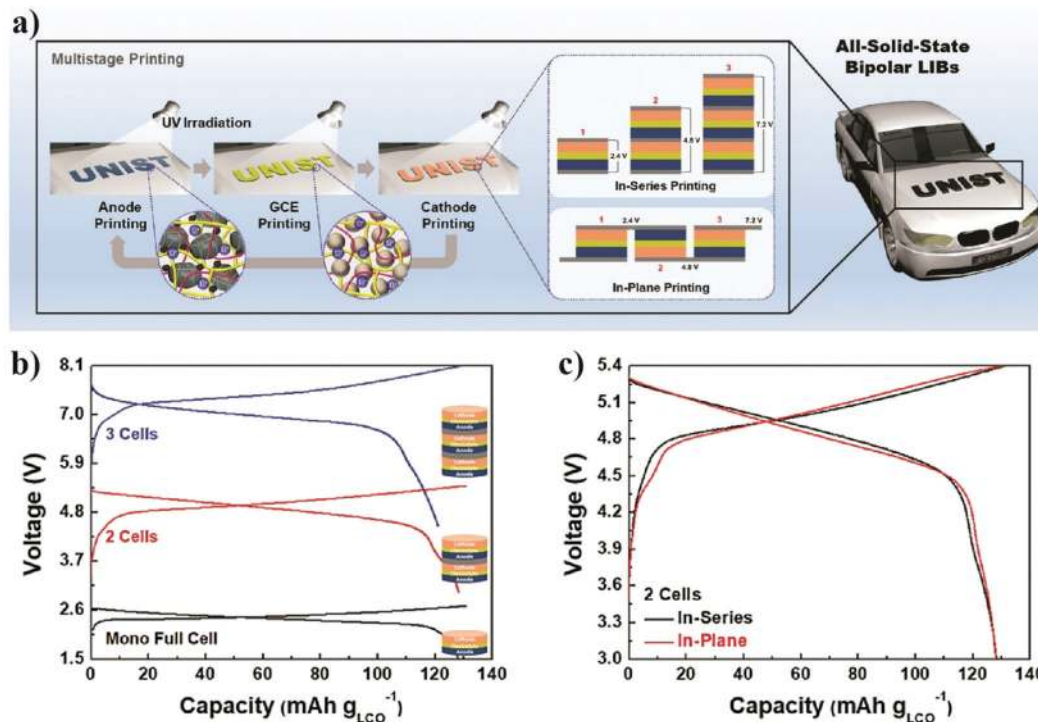 a)
Multistage Printing
UV Irradiation
UNIST
UNIST
UNIST
Anode
Printing
GCE
Printing
Cathode
Printing
1
2
3
2.4 V
4.8 V
7.2 V
In-Series Printing
1
2.4 V
3
7.2 V
2
4.8 V
In-Plane Printing
All-Solid-State
Bipolar LIBs
UNIST
b)
8.1
7.0
5.9
4.8
3.7
2.6
1.5
Voltage (V)
3 Cells
2 Cells
Mono Full Cell
Cathode
Anode
Cathode
Anode
Cathode
Anode
0
20
40
60
80
100
120
140
Capacity (mAh gLCO-1)
c)
5.4
5.1
4.8
4.5
4.2
3.9
3.6
3.3
3.0
Voltage (V)
2 Cells
In-Series
In-Plane
0
20
40
60
80
100
120
140
Capacity (mAh gLCO-1)